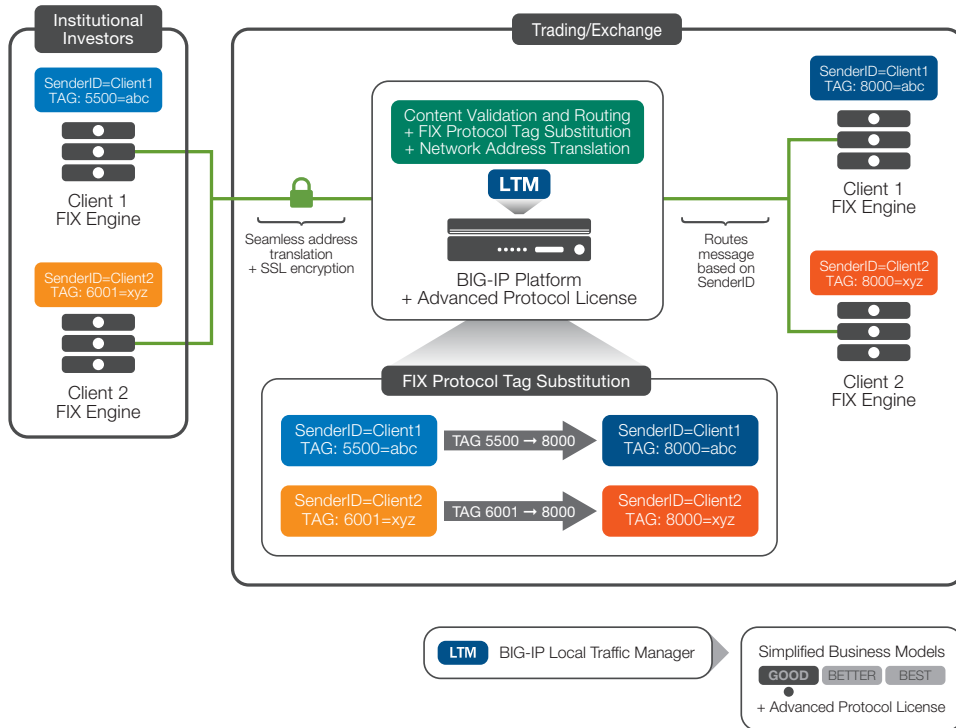 Institutional
Investors
SenderID=Client1
TAG: 5500=abc
Client 1
FIX Engine
SenderID=Client2
TAG: 6001=xyz
Client 2
FIX Engine
Trading/Exchange
Seamless address
translation
+ SSL encryption
Content Validation and Routing
+ FIX Protocol Tag Substitution
+ Network Address Translation
LTM
BIG-IP Platform
+ Advanced Protocol License
Routes
message
based on
SenderID
SenderID=Client1
TAG: 8000=abc
Client 1
FIX Engine
SenderID=Client2
TAG: 8000=xyz
Client 2
FIX Engine
FIX Protocol Tag Substitution
SenderID=Client1
TAG: 5500=abc
TAG 5500 → 8000
SenderID=Client1
TAG: 8000=abc
SenderID=Client2
TAG: 6001=xyz
TAG 6001 → 8000
SenderID=Client2
TAG: 8000=xyz
LTM BIG-IP Local Traffic Manager
Simplified Business Models
GOOD BETTER BEST
+ Advanced Protocol License